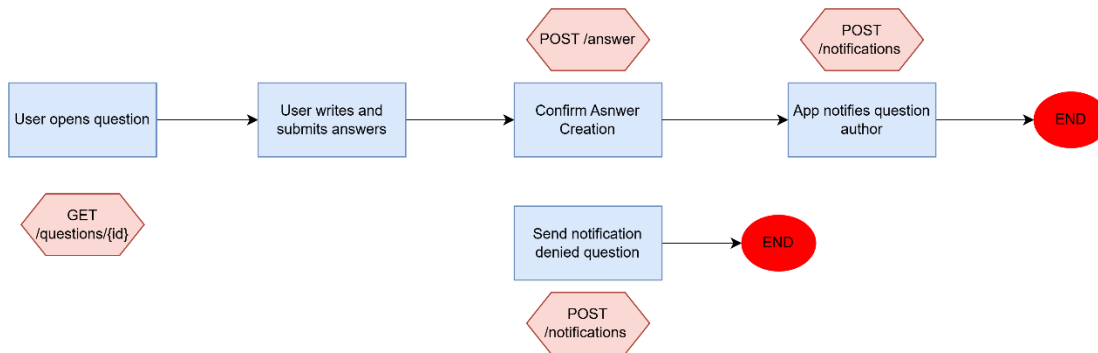 POST /answer
POST
/notifications
User opens question
User writes and
submits answers
Confirm Asnwer
Creation
App notifies question
author
END
GET
/questions/{id}
Send notification
denied question
END
POST
/notifications